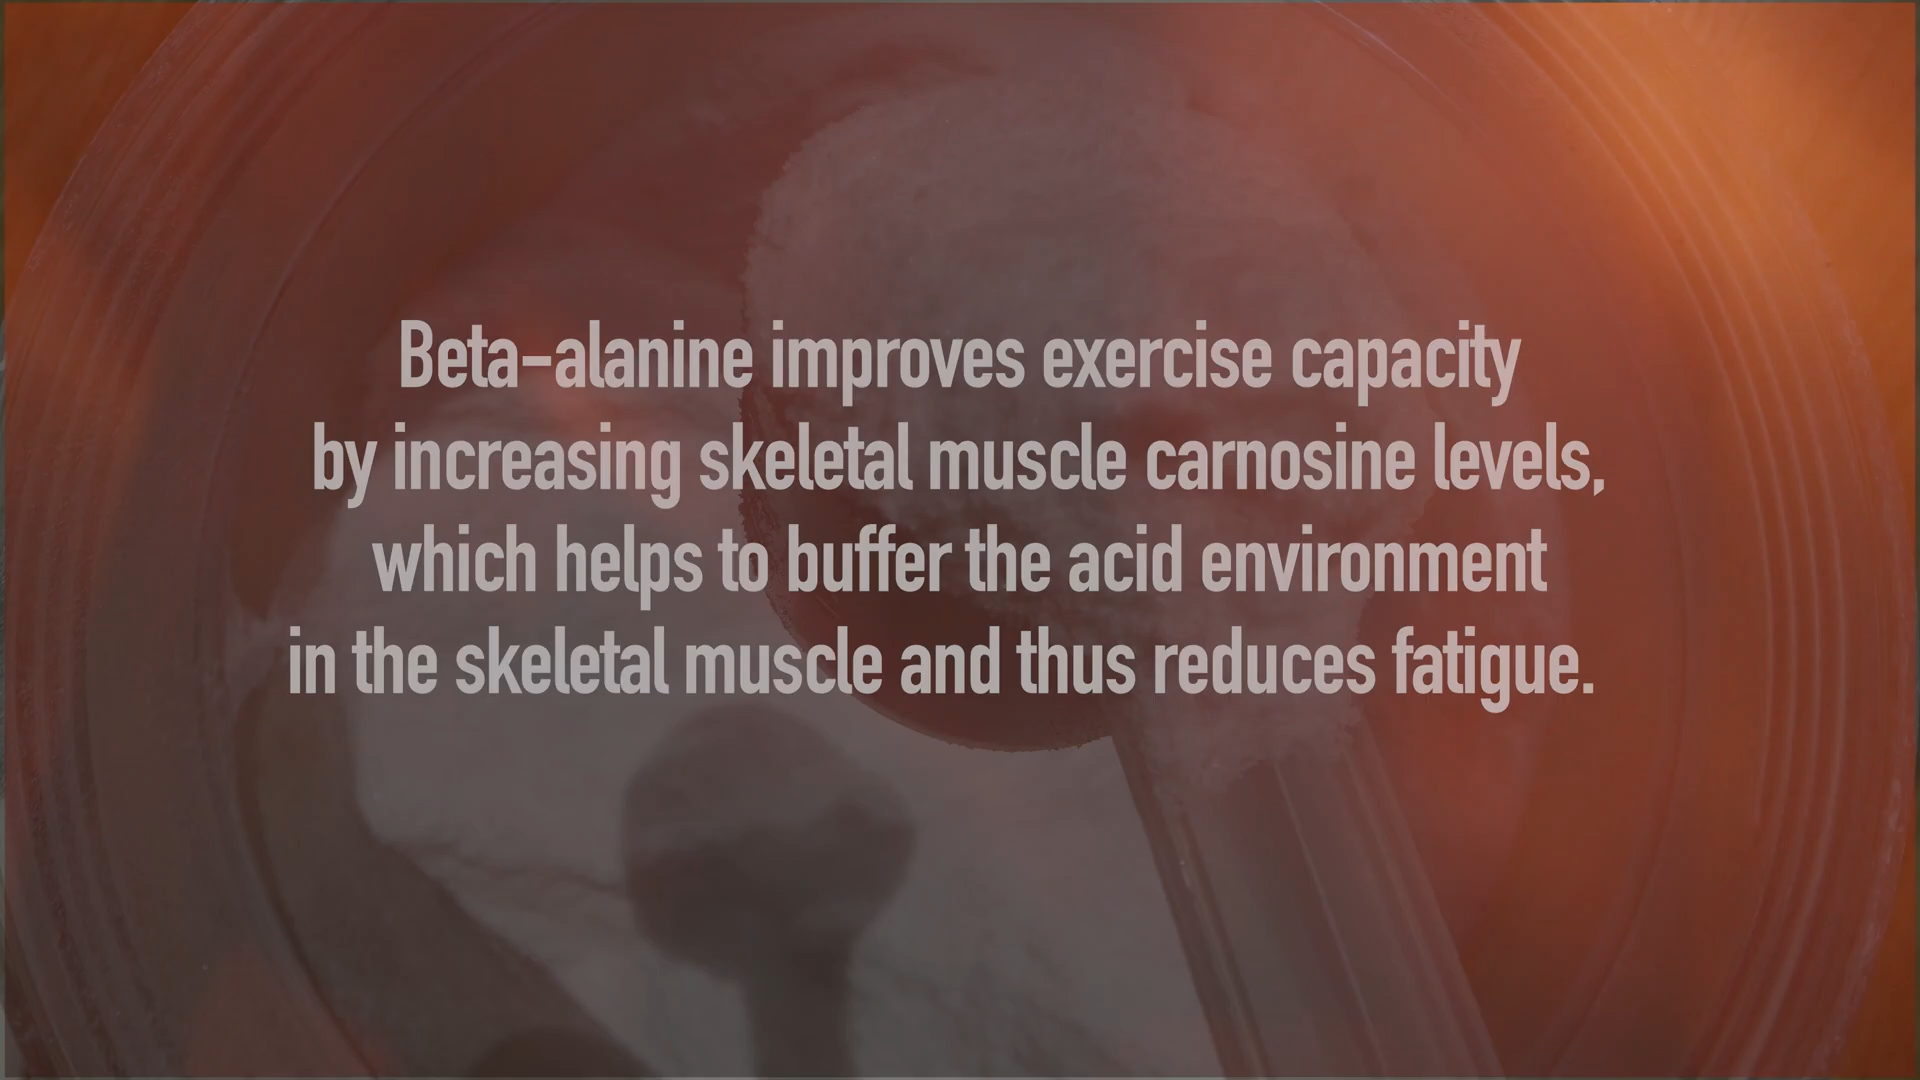 Beta-alanine improves exercise capacity
by increasing skeletal muscle carnosine levels,
which helps to buffer the acid environment
in the skeletal muscle and thus reduces fatigue.